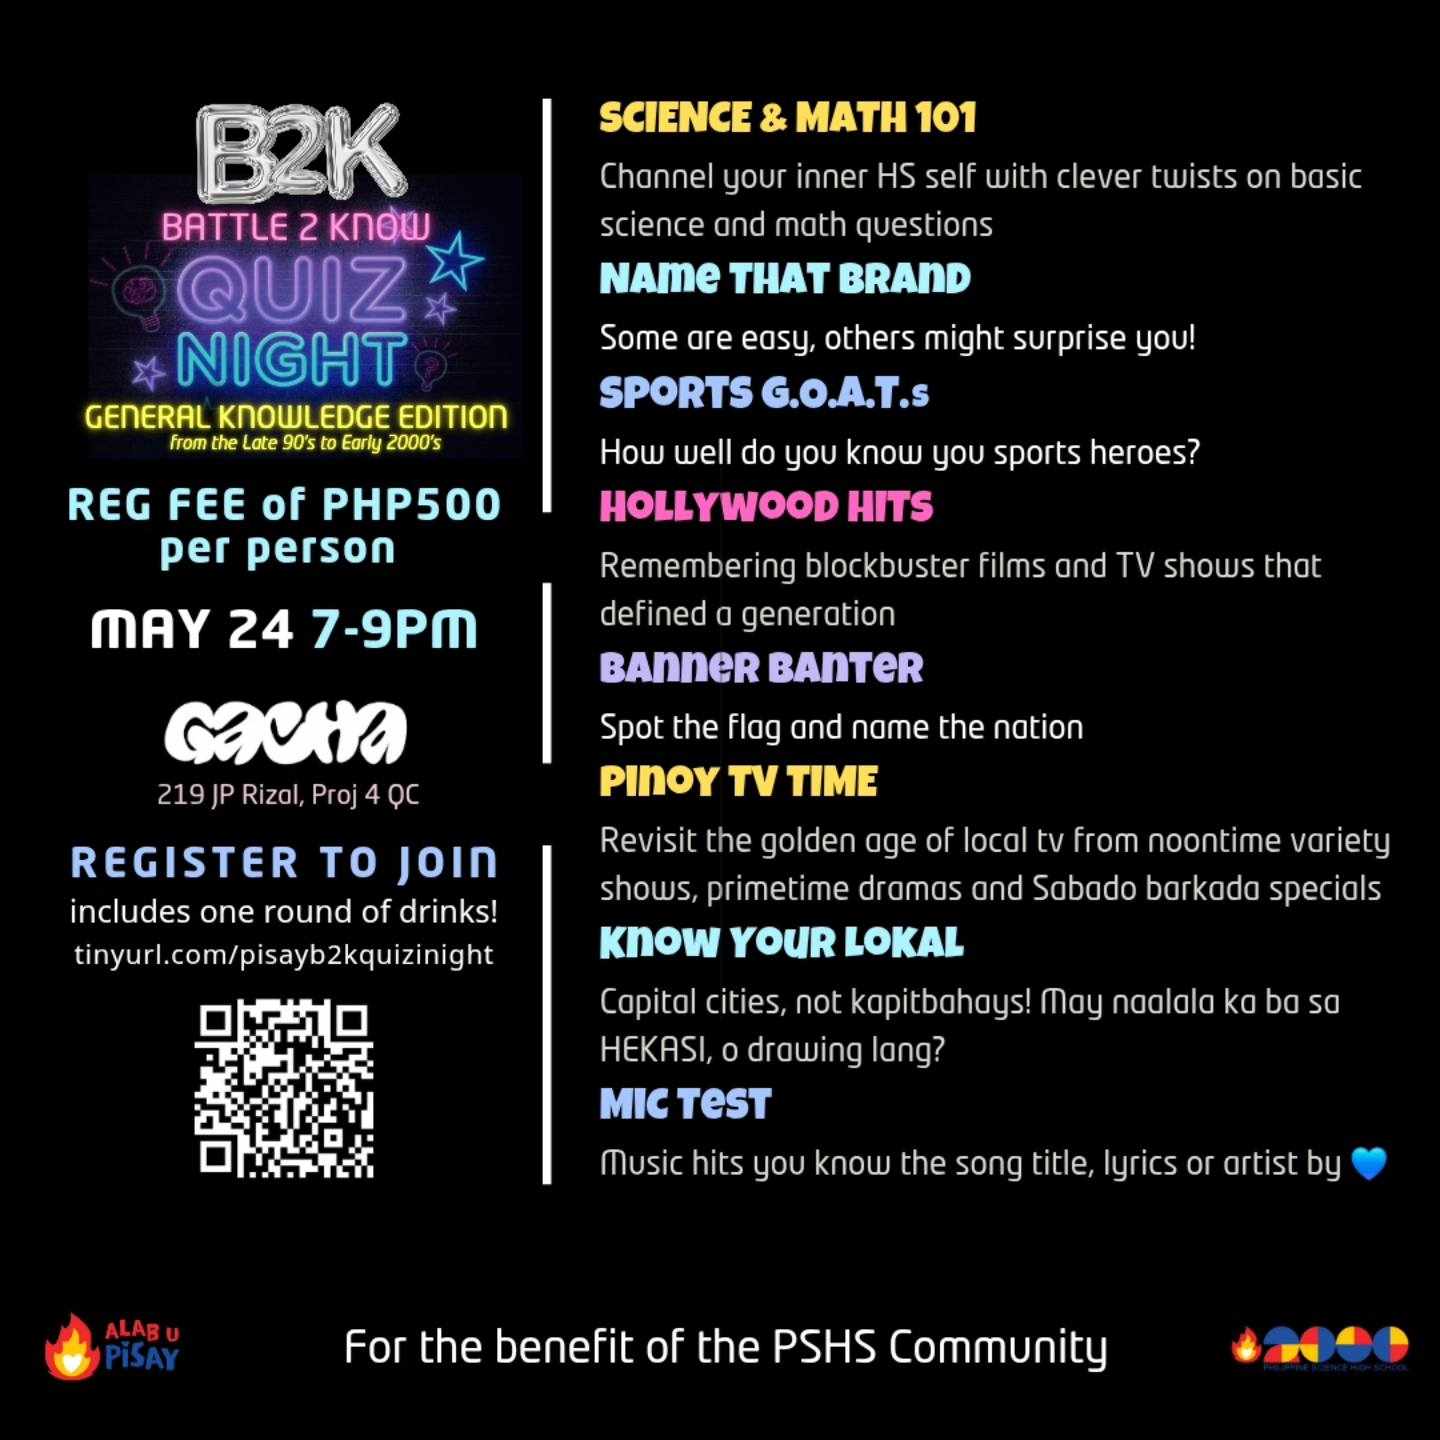 B2K
BATTLE 2 KNOW
QUIZ
NIGHT
GENERAL KNOWLEDGE EDITION
from the Late 90's to Early 2000's
REG FEE of PHP500
per person
MAY 24 7-9PM
GACHA
219 JP Rizal, Proj 4 QC
REGISTER TO JOIN
includes one round of drinks!
tinyurl.com/pisayb2kquizinight
SCIENCE & MATH 101
Channel your inner HS self with clever twists on basic
science and math questions
NAme THAT BRAnD
Some are easy, others might surprise you!
SPORTS G.O.A.T.s
How well do you know you sports heroes?
HOLLYWOOD HITS
Remembering blockbuster films and TV shows that
defined a generation
BAnneR BAnTeR
Spot the flag and name the nation
PInOY TV TIME
Revisit the golden age of local tv from noontime variety
shows, primetime dramas and Sabado barkada specials
KnOW YOUR LOKAL
Capital cities, not kapitbahays! May naalala ka ba sa
HEKASI, o drawing lang?
MIC TeST
Music hits you know the song title, lyrics or artist by 💙
ALAB U
PiSAY
For the benefit of the PSHS Community
2000
PHILIPPINE SCIENCE HIGH SCHOOL